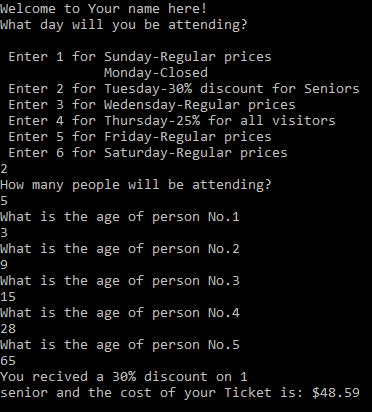 Welcome to Your name here!
What day will you be attending?
Enter 1 for Sunday-Regular prices
Monday-Closed
Enter 2 for Tuesday-30% discount for Seniors
Enter 3 for Wedensday-Regular prices
Enter 4 for Thursday-25% for all visitors
Enter 5 for Friday-Regular prices
Enter 6 for Saturday-Regular prices
2
How many people will be attending?
5
What is the age of person No.1
3
What is the age of person No.2
9
What is the age of person No.3
15
What is the age of person No.4
28
What is the age of person No.5
65
You recived a 30% discount on 1
senior and the cost of your Ticket is: $48.59